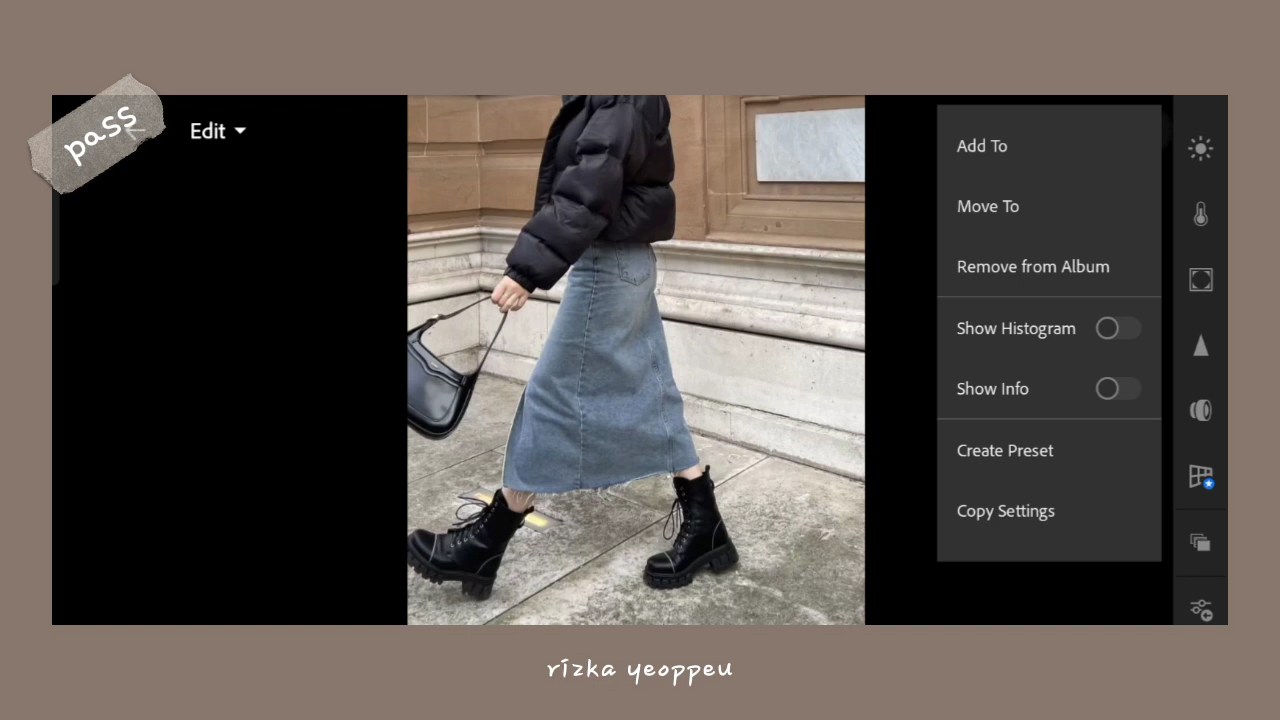 pass
Edit
Add To
Move To
Remove from Album
Show Histogram
Show Info
Create Preset
Copy Settings
rizka yeoppeu